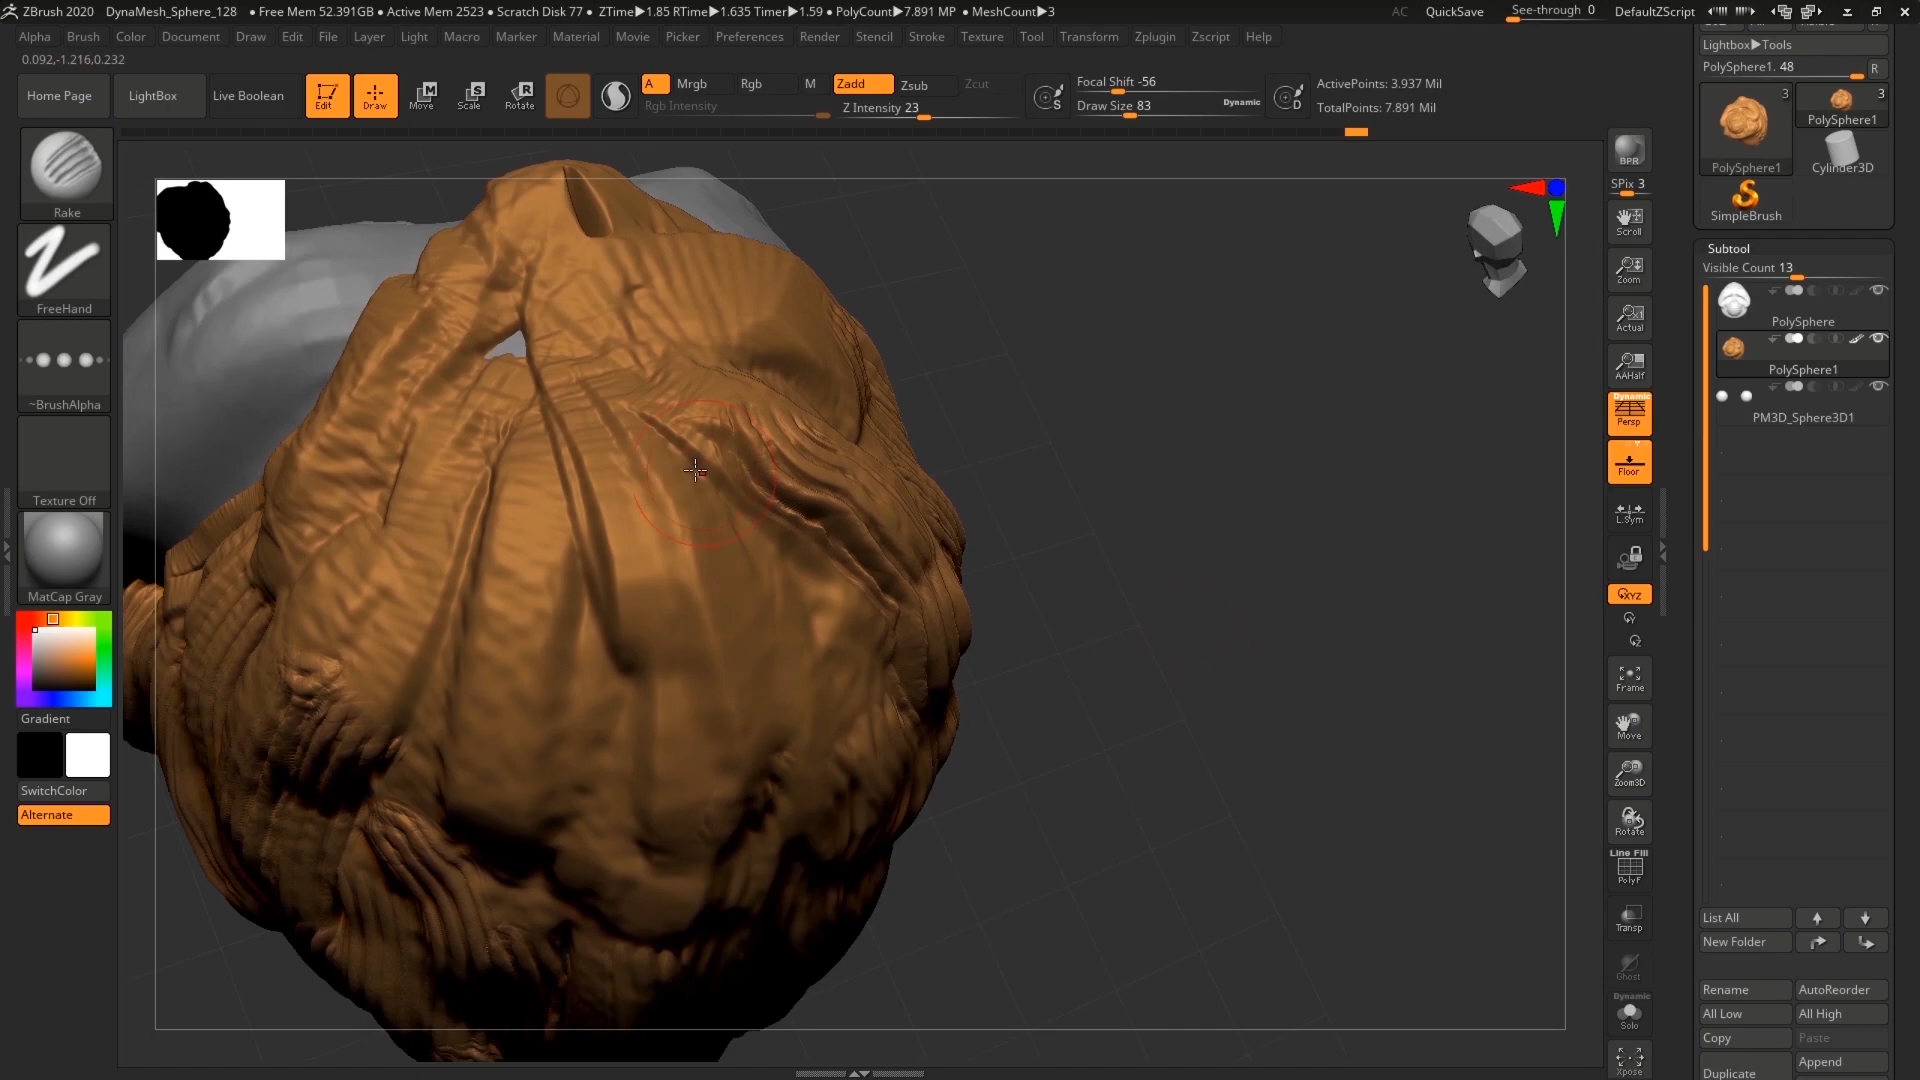 ZBrush 2020 DynaMesh_Sphere_128 • Free Mem 52.391GB • Active Mem 2523 • Scratch Disk 77 • ZTime▶1.85 RTime▶1.635 Timer▶1.59 • PolyCount▶7.891 MP • MeshCount▶3 AC QuickSave See-through 0 DefaultZScript
Alpha Brush Color Document Draw Edit File Layer Light Macro Marker Material Movie Picker Preferences Render Stencil Stroke Texture Tool Transform Zplugin Zscript Help
0.092,-1.216,0.232
Home Page LightBox Live Boolean Edit Draw Move Scale Rotate
M S R
A Mrgb Rgb M Zadd Zsub Zcut
Rgb Intensity Z Intensity 23
S Focal Shift -56
Draw Size 83 Dynamic
D ActivePoints: 3.937 Mil
TotalPoints: 7.891 Mil
Rake
FreeHand
~BrushAlpha
Texture Off
MatCap Gray
Gradient
SwitchColor
Alternate
BPR
SPix 3
Scroll
Zoom
Actual
AAHalf
Dynamic
Persp
Floor
L.Sym
XYZ
Y
Z
Frame
Move
Zoom3D
Rotate
Line Fill
PolyF
Transp
Ghost
Dynamic
Solo
Xpose
Lightbox▶Tools
PolySphere1. 48 R
3 3
PolySphere1
PolySphere1 Cylinder3D
SimpleBrush
Subtool
Visible Count 13
PolySphere
PolySphere1
PM3D_Sphere3D1
List All
New Folder
Rename AutoReorder
All Low All High
Copy Paste
Append
Duplicate